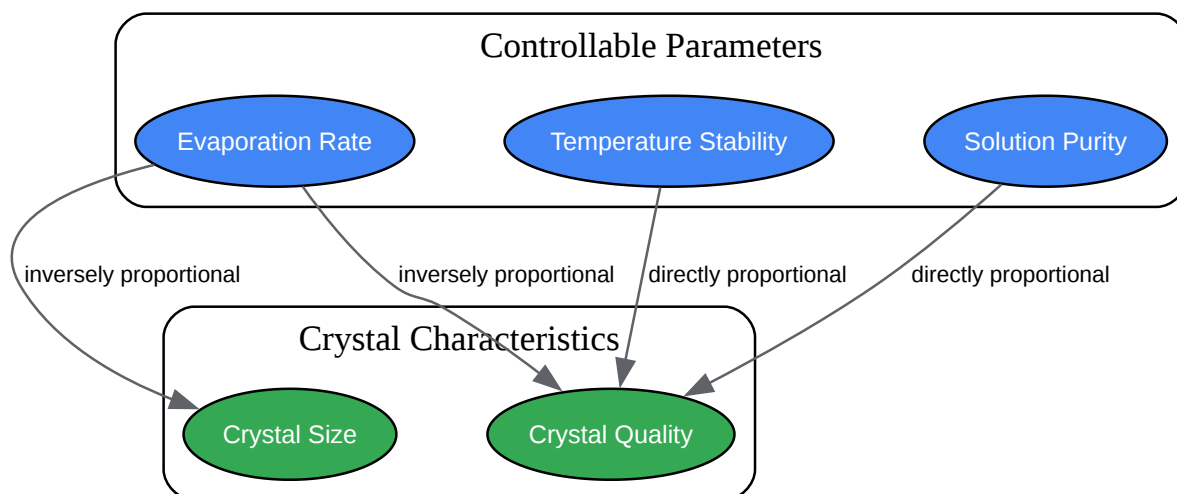 Controllable Parameters
Evaporation Rate
Temperature Stability
Solution Purity
inversely proportional
inversely proportional
directly proportional
directly proportional
Crystal Characteristics
Crystal Size
Crystal Quality